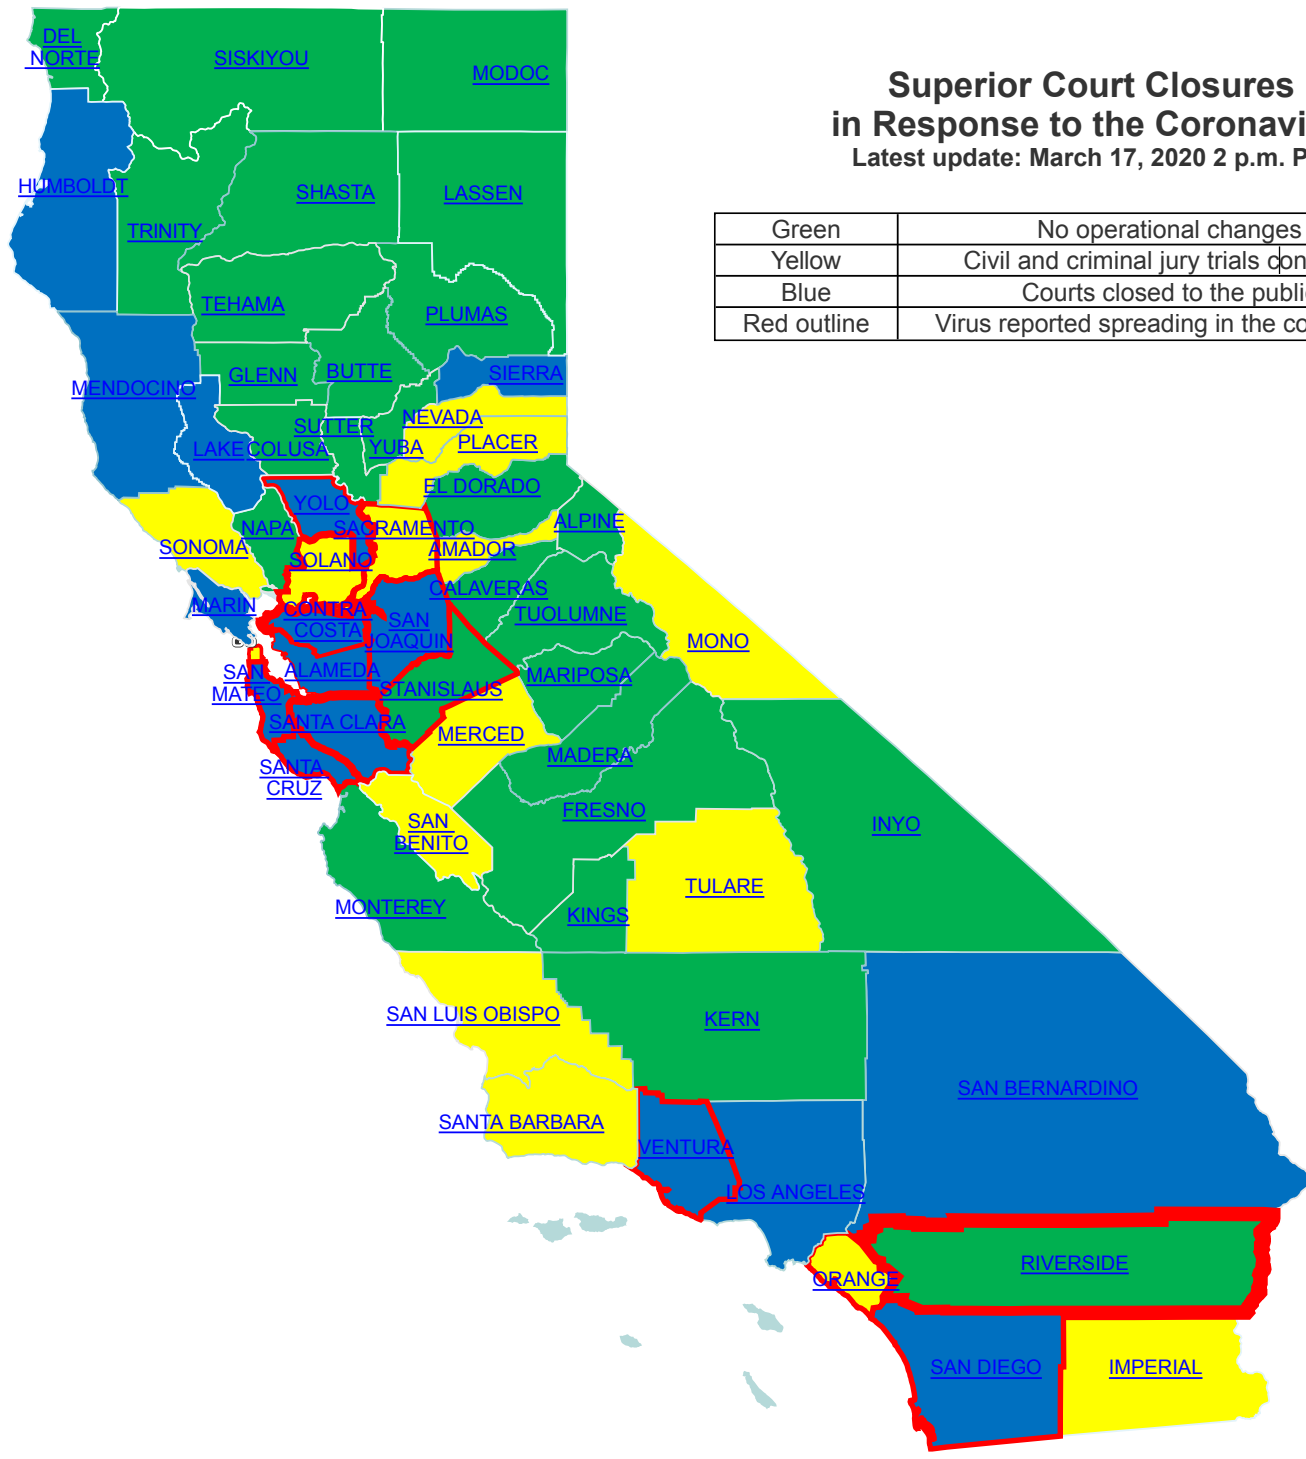 Superior Court Closures
in Response to the Coronavi
Latest update: March 17, 2020 2 p.m. P
Green No operational changes
Yellow Civil and criminal jury trials con
Blue Courts closed to the publi
Red outline Virus reported spreading in the co
DEL
NORTE
SISKIYOU
MODOC
HUMBOLDT
SHASTA
LASSEN
TRINITY
TEHAMA
PLUMAS
GLENN
BUTTE
SIERRA
MENDOCINO
NEVADA
SUTTER
YUBA
PLACER
LAKE
COLUSA
EL DORADO
YOLO
ALPINE
NAPA
SACRAMENTO
SONOMA
AMADOR
SOLANO
CALAVERAS
MARIN
CONTRA
COSTA
SAN
JOAQUIN
TUOLUMNE
MONO
SAN
MATEO
ALAMEDA
MARIPOSA
STANISLAUS
SANTA CLARA
MERCED
MADERA
SANTA
CRUZ
FRESNO
SAN
BENITO
INYO
TULARE
MONTEREY
KINGS
SAN LUIS OBISPO
KERN
SAN BERNARDINO
SANTA BARBARA
VENTURA
LOS ANGELES
RIVERSIDE
ORANGE
SAN DIEGO
IMPERIAL